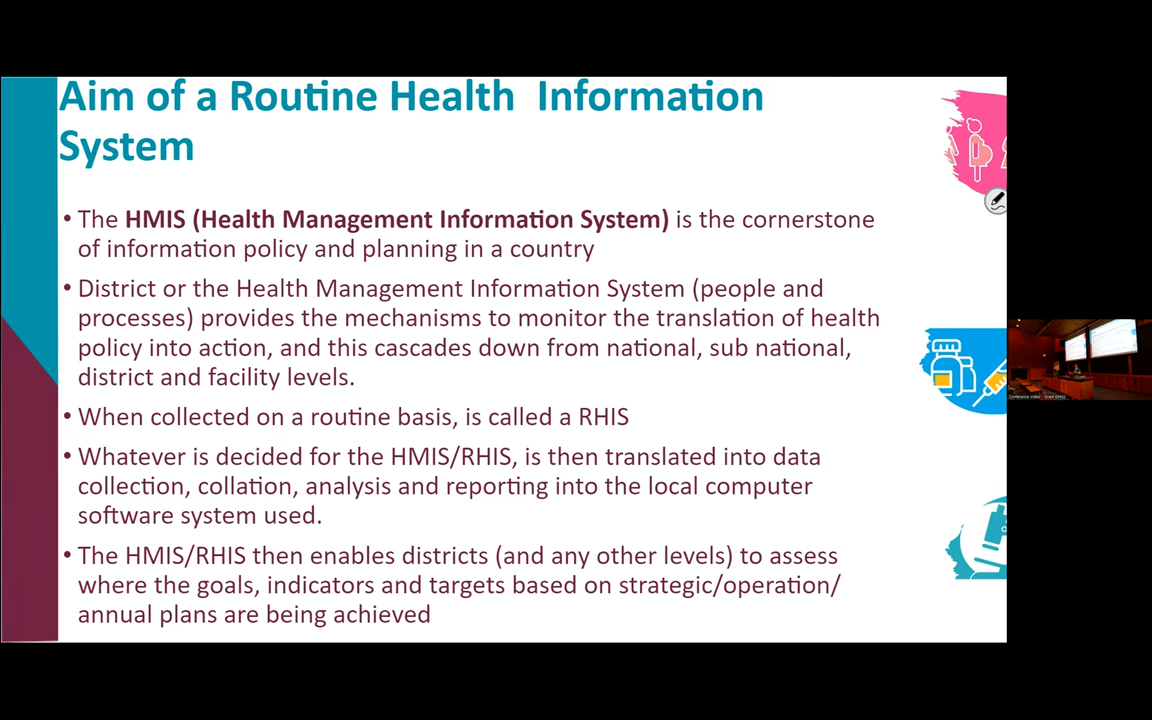 Aim of a Routine Health Information
System
• The HMIS (Health Management Information System) is the cornerstone
of information policy and planning in a country
• District or the Health Management Information System (people and
processes) provides the mechanisms to monitor the translation of health
policy into action, and this cascades down from national, sub national,
district and facility levels.
• When collected on a routine basis, is called a RHIS
• Whatever is decided for the HMIS/RHIS, is then translated into data
collection, collation, analysis and reporting into the local computer
software system used.
• The HMIS/RHIS then enables districts (and any other levels) to assess
where the goals, indicators and targets based on strategic/operation/
annual plans are being achieved